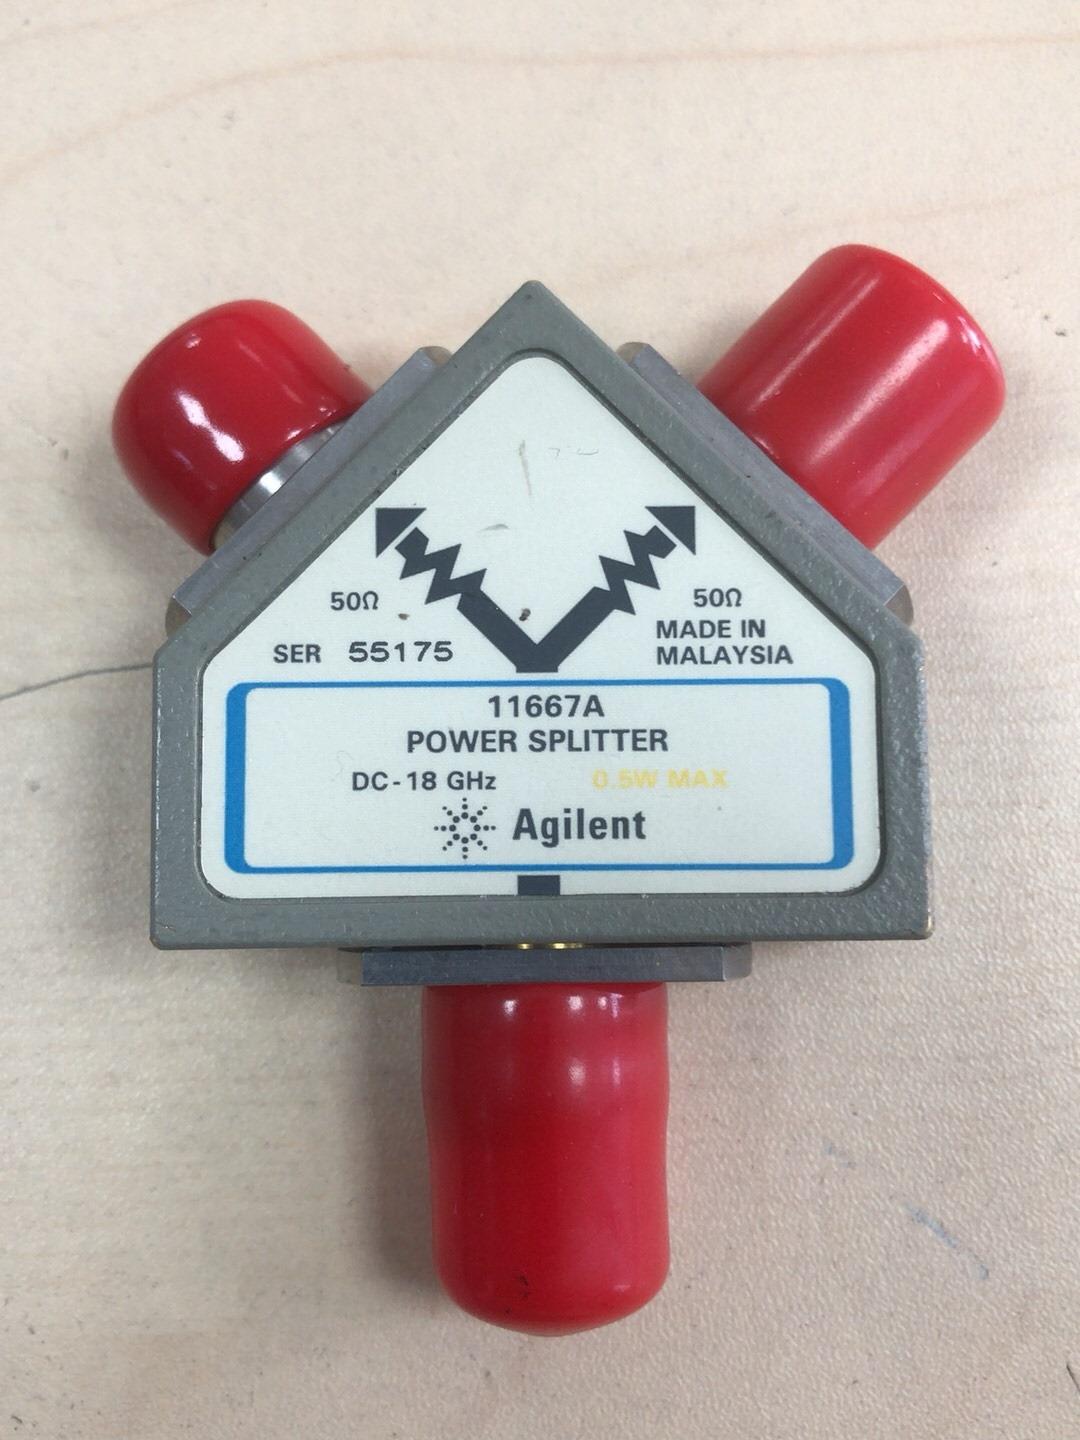 50Ω
50Ω
SER 55175
MADE IN
MALAYSIA
11667A
POWER SPLITTER
DC-18 GHz 0.5W MAX
Agilent